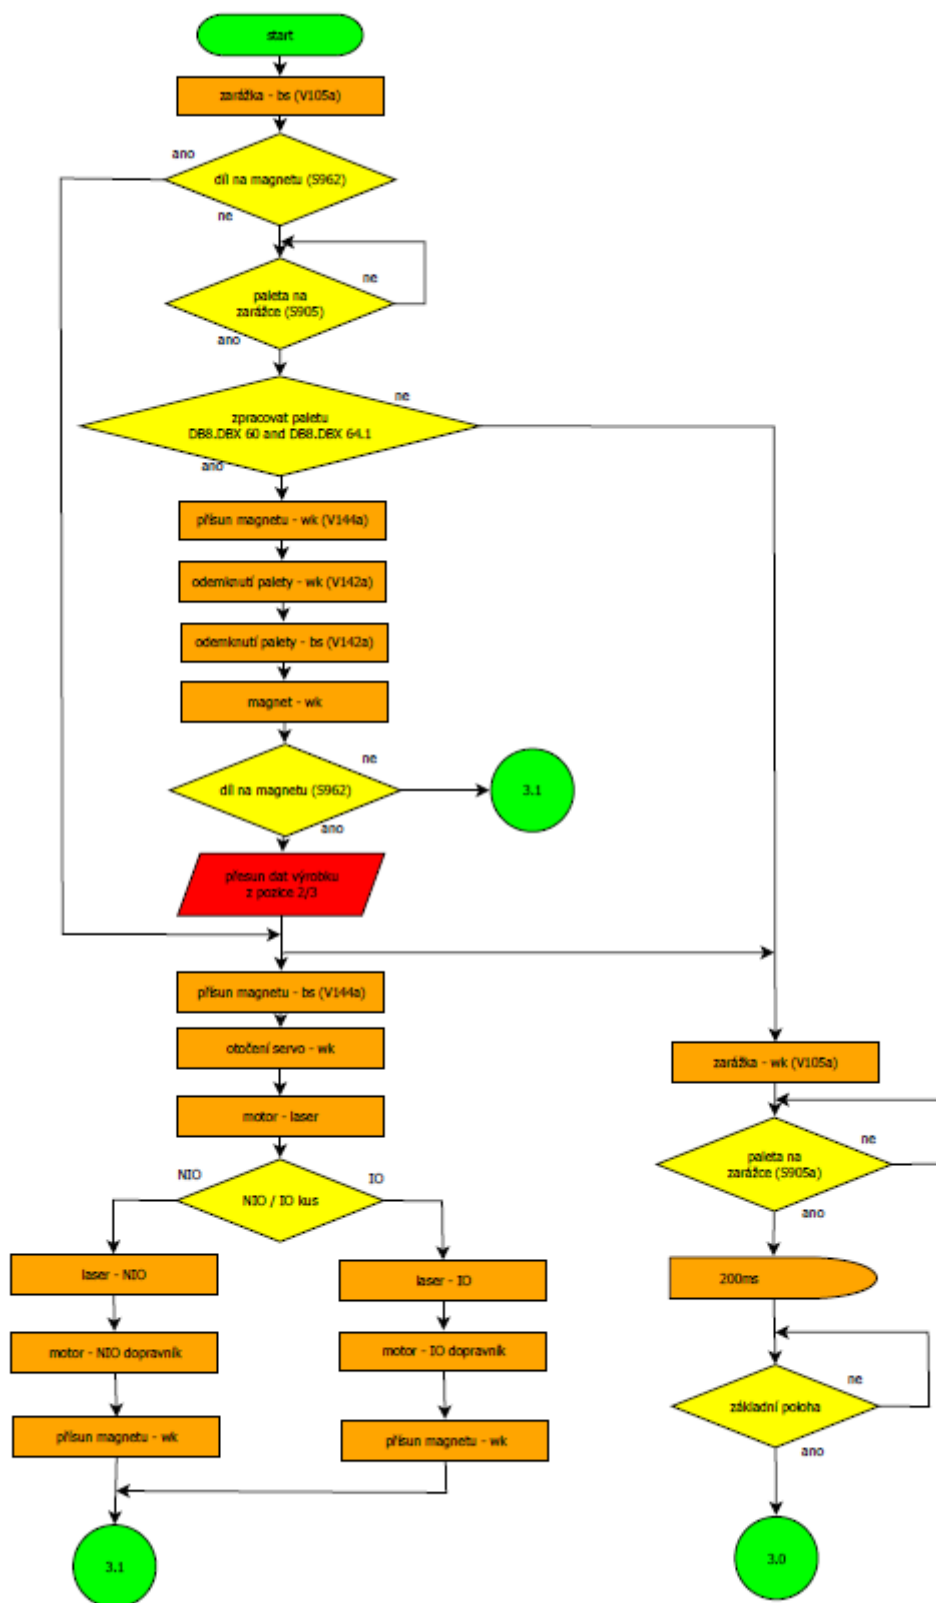 start
zarážka - bs (V105a)
ano
díl na magnetu (S962)
ne
ne
paleta na
zarážce (S905)
ano
ne
zpracovat paletu
DB8.DBX 60 and DB8.DBX 64.1
ano
přísun magnetu - wk (V144a)
odemknutí palety - wk (V142a)
odemknutí palety - bs (V142a)
magnet - wk
ne
díl na magnetu (S962)
3.1
ano
přesun dat výrobku
z pozice 2/3
přísun magnetu - bs (V144a)
otočení servo - wk
zarážka - wk (V105a)
motor - laser
ne
paleta na
zarážce (S905a)
ano
NIO
IO
NIO / IO kus
laser - NIO
laser - IO
200ms
motor - NIO dopravník
motor - IO dopravník
ne
základní poloha
ano
přísun magnetu - wk
přísun magnetu - wk
3.1
3.0